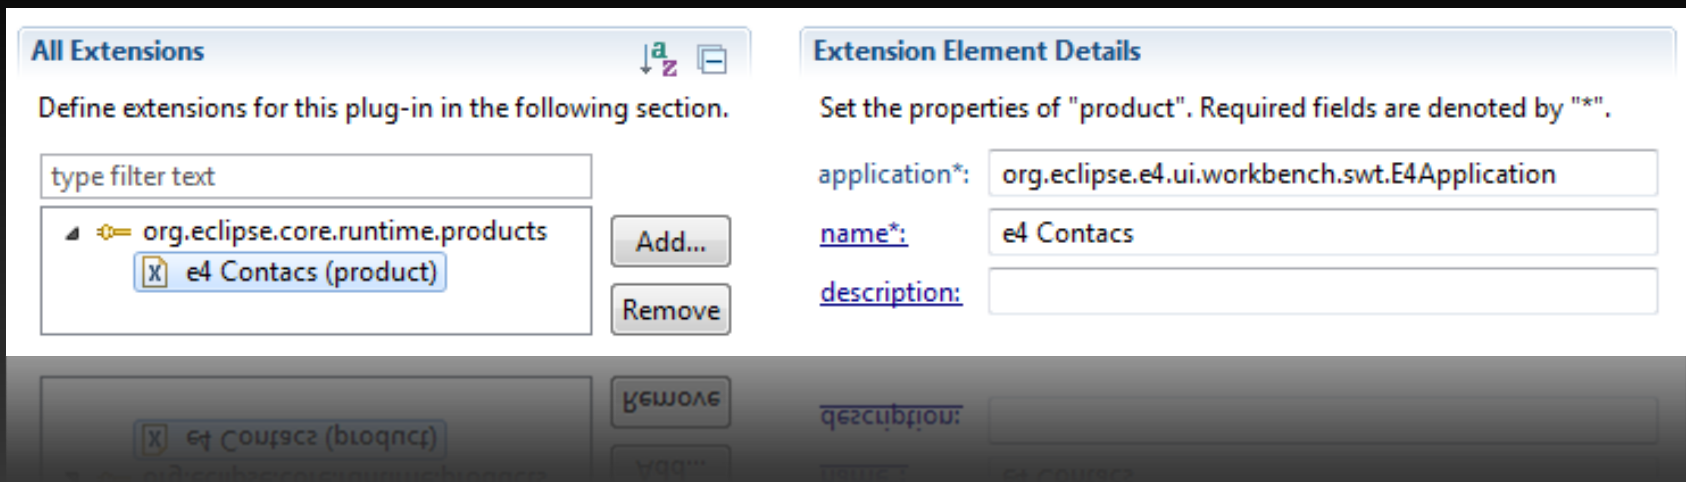 All Extensions
Define extensions for this plug-in in the following section.
type filter text
org.eclipse.core.runtime.products
e4 Contacs (product)
Add...
Remove
Extension Element Details
Set the properties of "product". Required fields are denoted by "*".
application*: org.eclipse.e4.ui.workbench.swt.E4Application
name*: e4 Contacs
description: